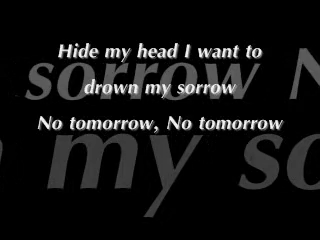 Hide my head I want to
drown my sorrow
No tomorrow, No tomorrow
sorrow N
my so